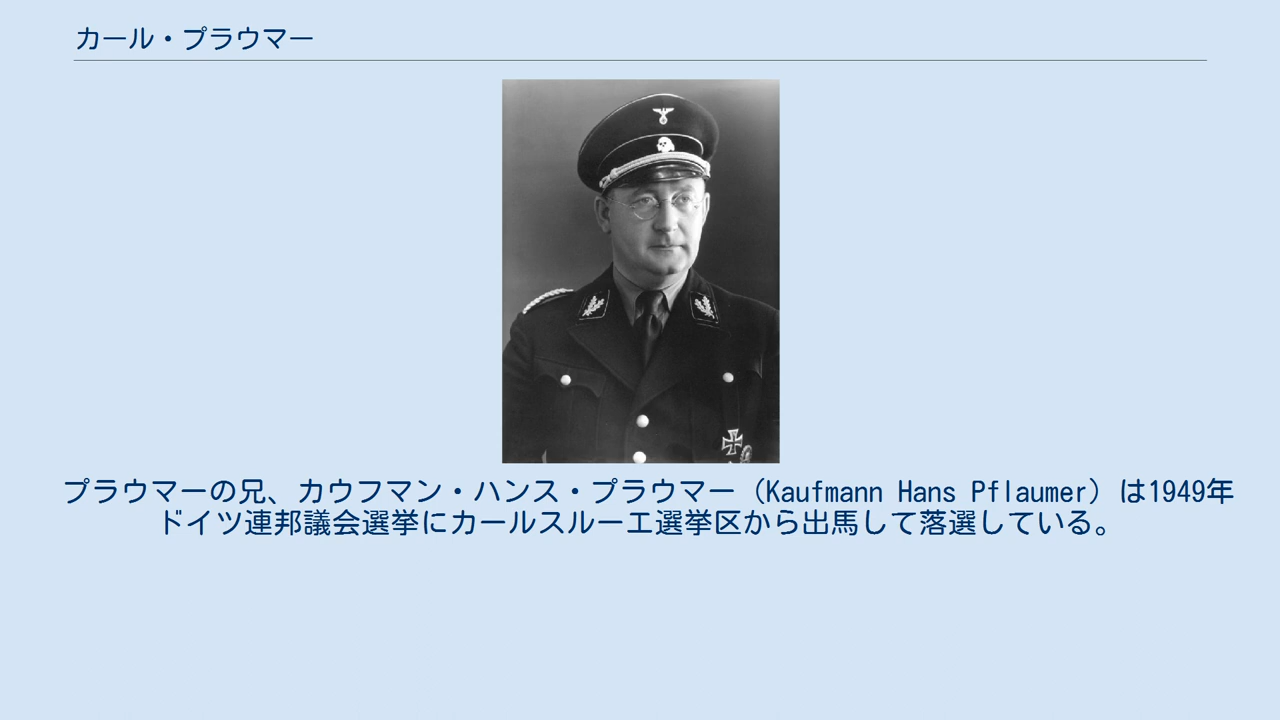 カール・プラウマー
プラウマーの兄、カウフマン・ハンス・プラウマー（Kaufmann Hans Pflaumer）は1949年
ドイツ連邦議会選挙にカールスルーエ選挙区から出馬して落選している。